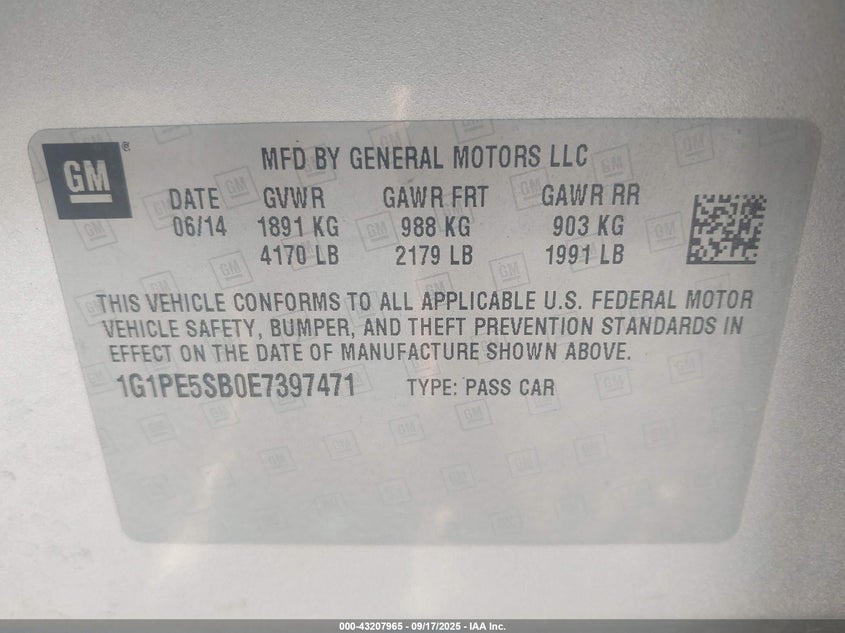 GM ®
MFD BY GENERAL MOTORS LLC
DATE GVWR GAWR FRT GAWR RR
06/14 1891 KG 988 KG 903 KG
4170 LB 2179 LB 1991 LB
THIS VEHICLE CONFORMS TO ALL APPLICABLE U.S. FEDERAL MOTOR
VEHICLE SAFETY, BUMPER, AND THEFT PREVENTION STANDARDS IN
EFFECT ON THE DATE OF MANUFACTURE SHOWN ABOVE.
1G1PE5SB0E7397471 TYPE: PASS CAR
000-43207965 - 09/17/2025 - IAA Inc.